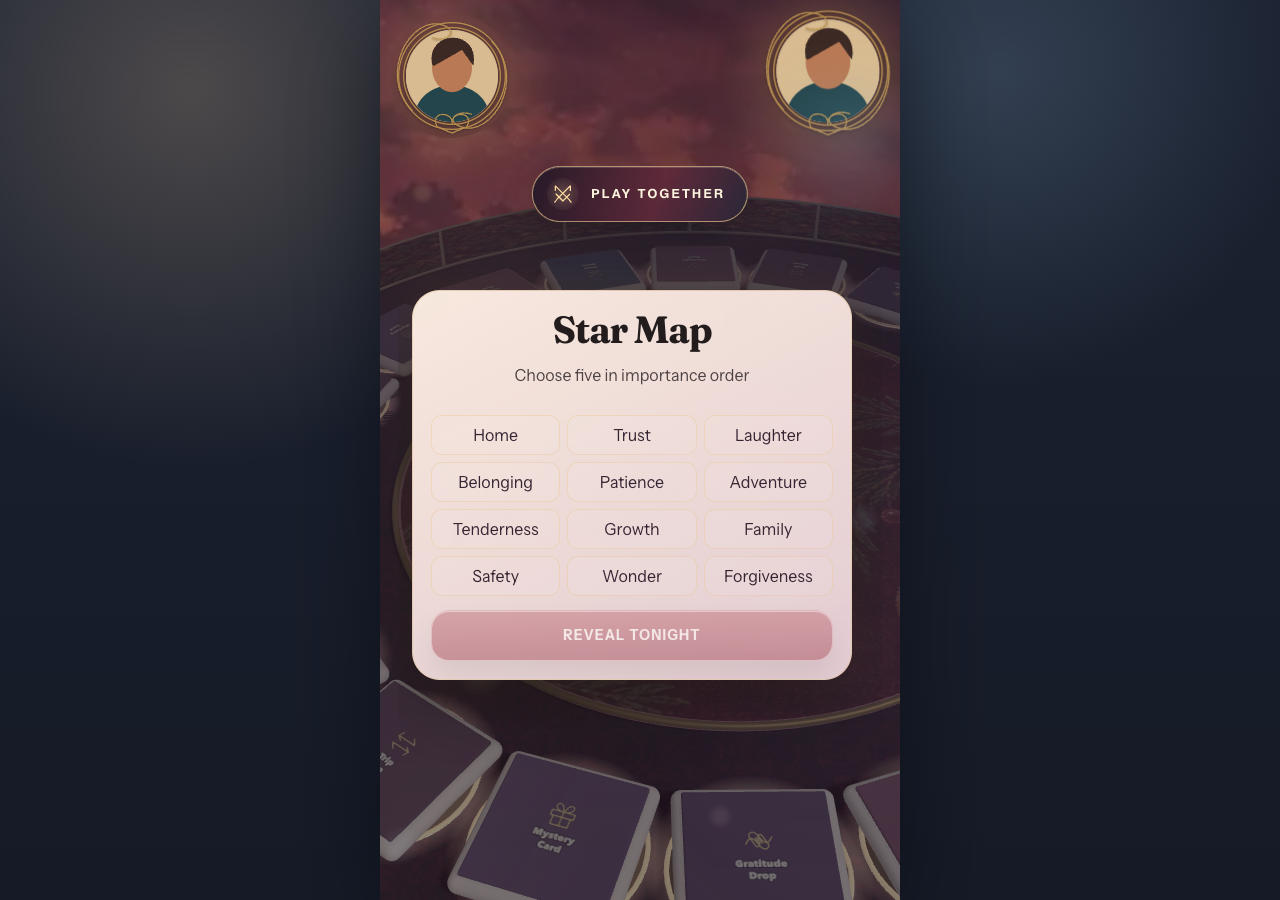 PLAY TOGETHER
Star Map
Choose five in importance order
Home
Trust
Laughter
Belonging
Patience
Adventure
Tenderness
Growth
Family
Safety
Wonder
Forgiveness
REVEAL TONIGHT
Mystery
Card
Gratitude
Drop